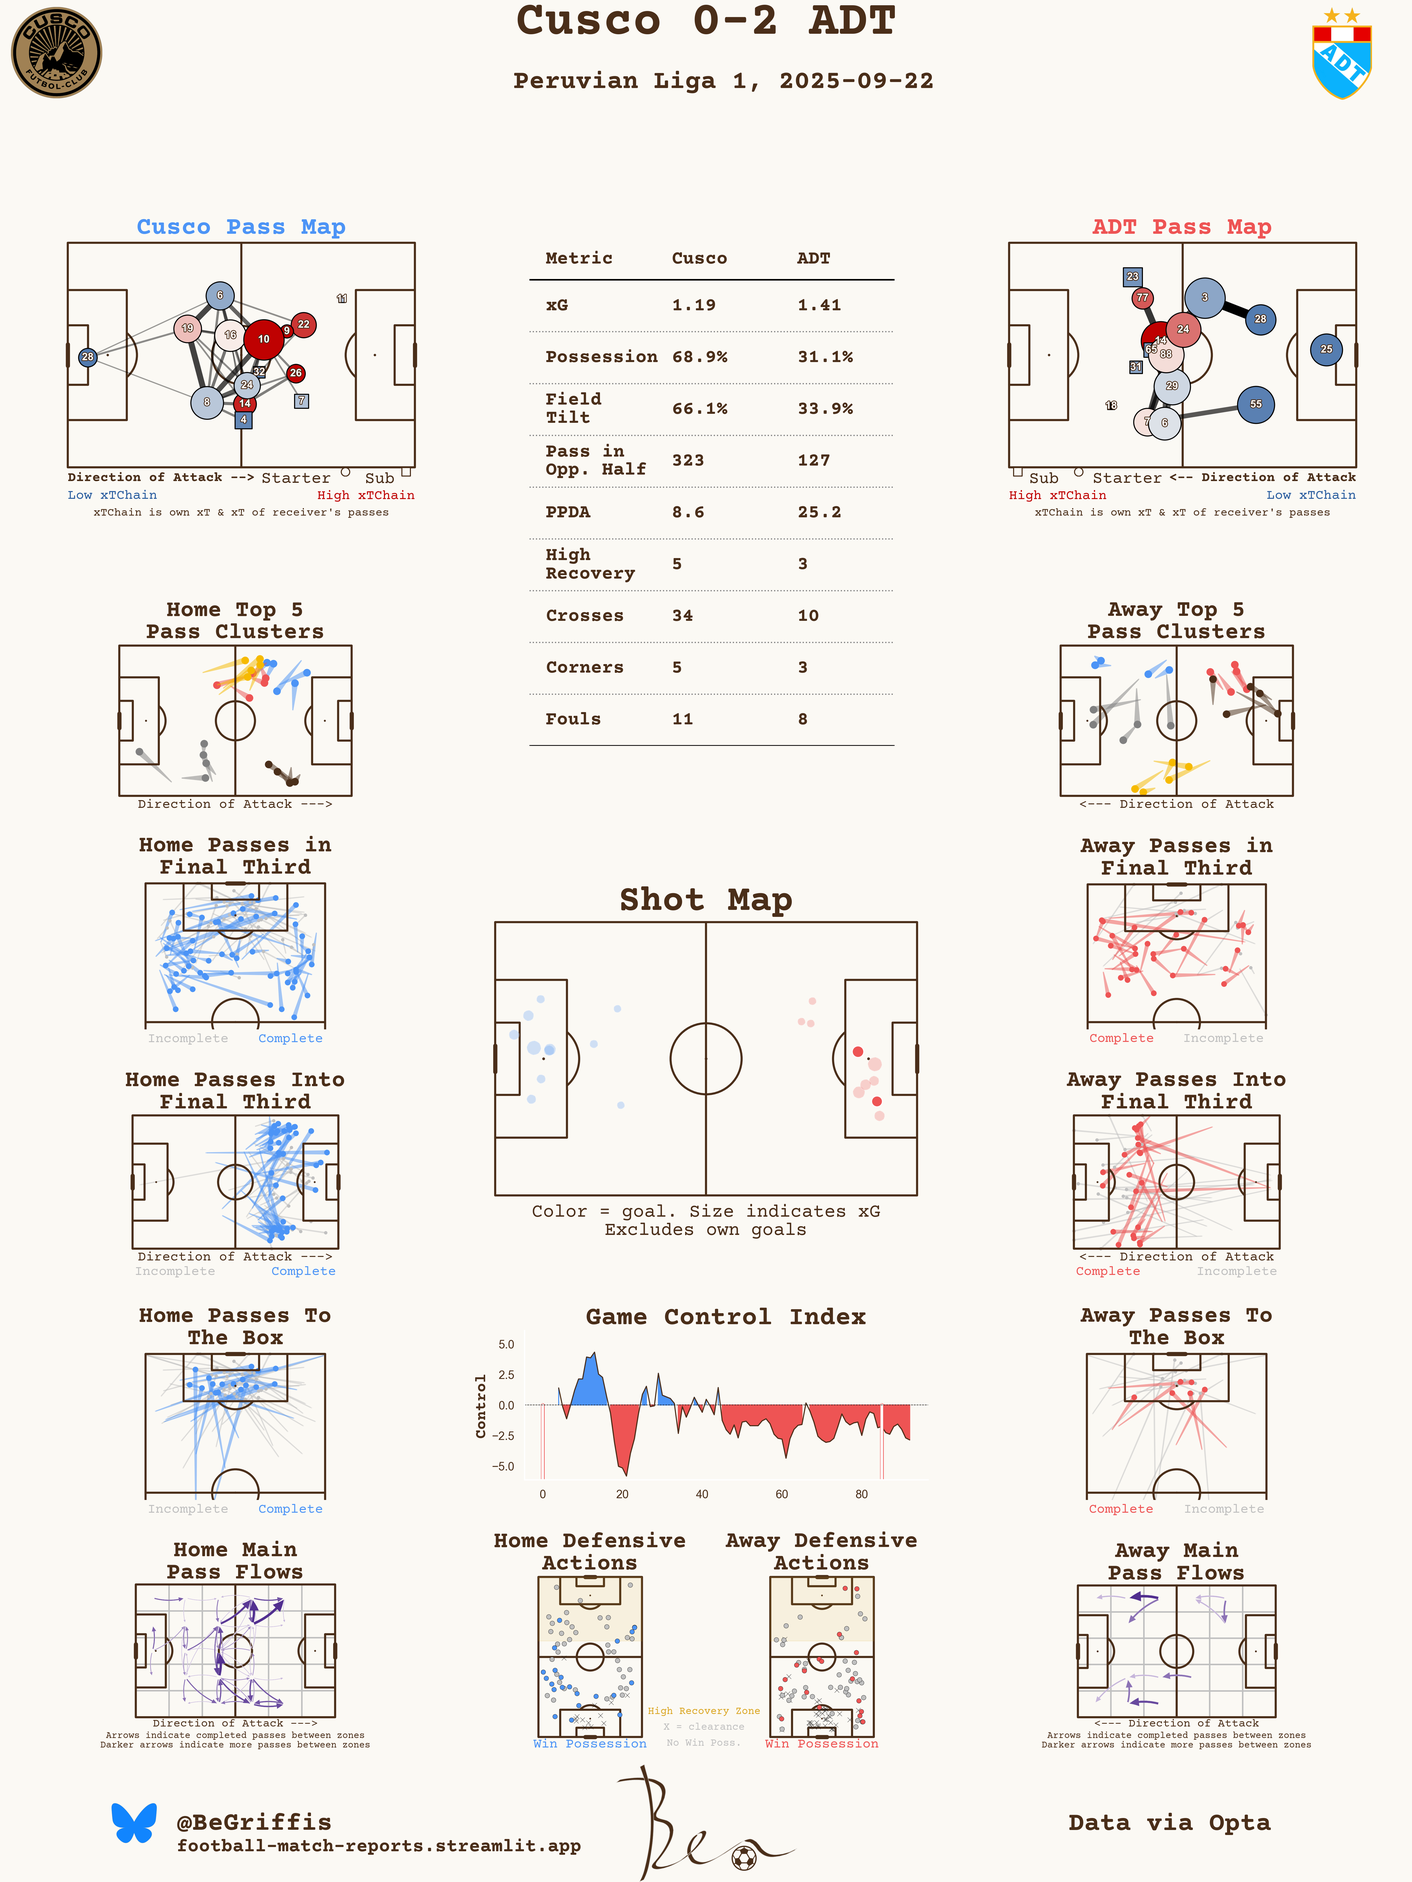 Cusco 0-2 ADT
Peruvian Liga 1, 2025-09-22
CUSCO
FUTBOL-CLUB
ADT
Cusco Pass Map
6
19
16
10
9
22
28
32
26
24
8
14
7
4
11
Direction of Attack --> Starter Sub
Low xTChain High xTChain
xTChain is own xT & xT of receiver's passes
Metric Cusco ADT
xG 1.19 1.41
Possession 68.9% 31.1%
Field
Tilt 66.1% 33.9%
Pass in
Opp. Half 323 127
PPDA 8.6 25.2
High
Recovery 5 3
Crosses 34 10
Corners 5 3
Fouls 11 8
ADT Pass Map
23
77
3
28
24
14
65
88
25
31
29
18
55
7
6
Sub Starter <-- Direction of Attack
High xTChain Low xTChain
xTChain is own xT & xT of receiver's passes
Home Top 5
Pass Clusters
Direction of Attack --->
Away Top 5
Pass Clusters
<--- Direction of Attack
Home Passes in
Final Third
Incomplete Complete
Away Passes in
Final Third
Complete Incomplete
Shot Map
Color = goal. Size indicates xG
Excludes own goals
Home Passes Into
Final Third
Direction of Attack --->
Incomplete Complete
Away Passes Into
Final Third
<--- Direction of Attack
Complete Incomplete
Home Passes To
The Box
Incomplete Complete
Game Control Index
Control
5.0
2.5
0.0
−2.5
−5.0
0 20 40 60 80
Away Passes To
The Box
Complete Incomplete
Home Main
Pass Flows
Direction of Attack --->
Arrows indicate completed passes between zones
Darker arrows indicate more passes between zones
Home Defensive
Actions
Win Possession
High Recovery Zone
X = clearance
No Win Poss.
Away Defensive
Actions
Win Possession
Away Main
Pass Flows
<--- Direction of Attack
Arrows indicate completed passes between zones
Darker arrows indicate more passes between zones
@BeGriffis
football-match-reports.streamlit.app
Ben
Data via Opta